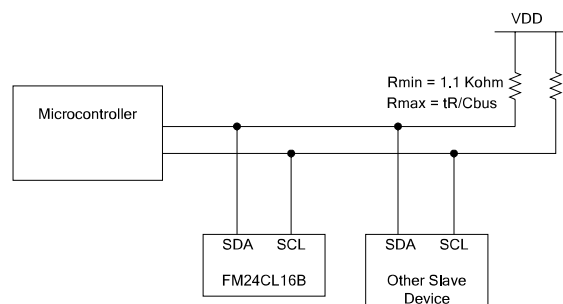 VDD
Rmin = 1.1 Kohm
Rmax = tR/Cbus
Microcontroller
SDA SCL
FM24CL16B
SDA SCL
Other Slave
Device